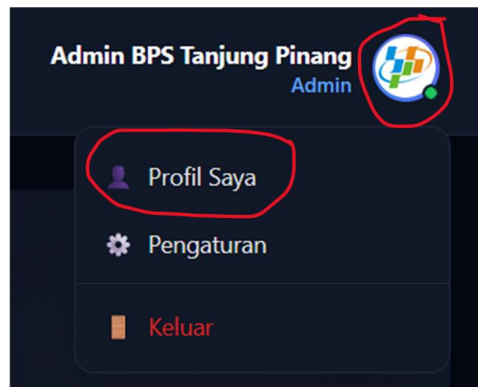 Admin BPS Tanjung Pinang
Admin
Profil Saya
Pengaturan
Keluar